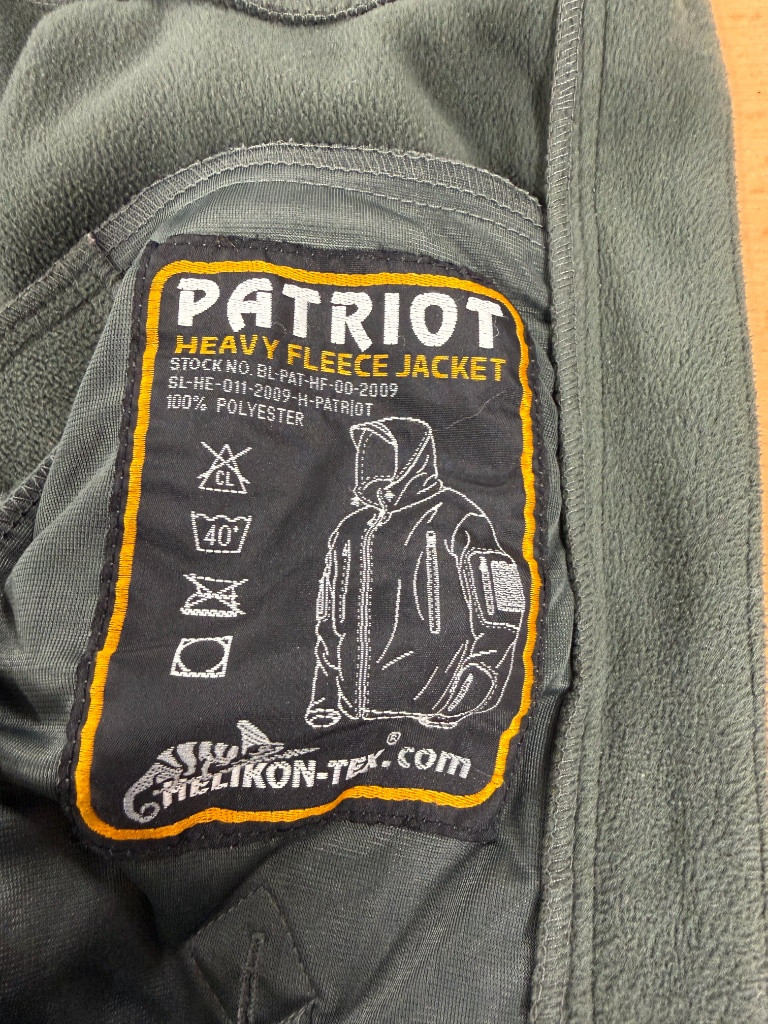 PATRIOT
HEAVY FLEECE JACKET
STOCK NO. BL-PAT-HF-00-2009
SL-HE-011-2009-H-PATRIOT
100% POLYESTER
CL
40°
HELIKON-TEX.®com